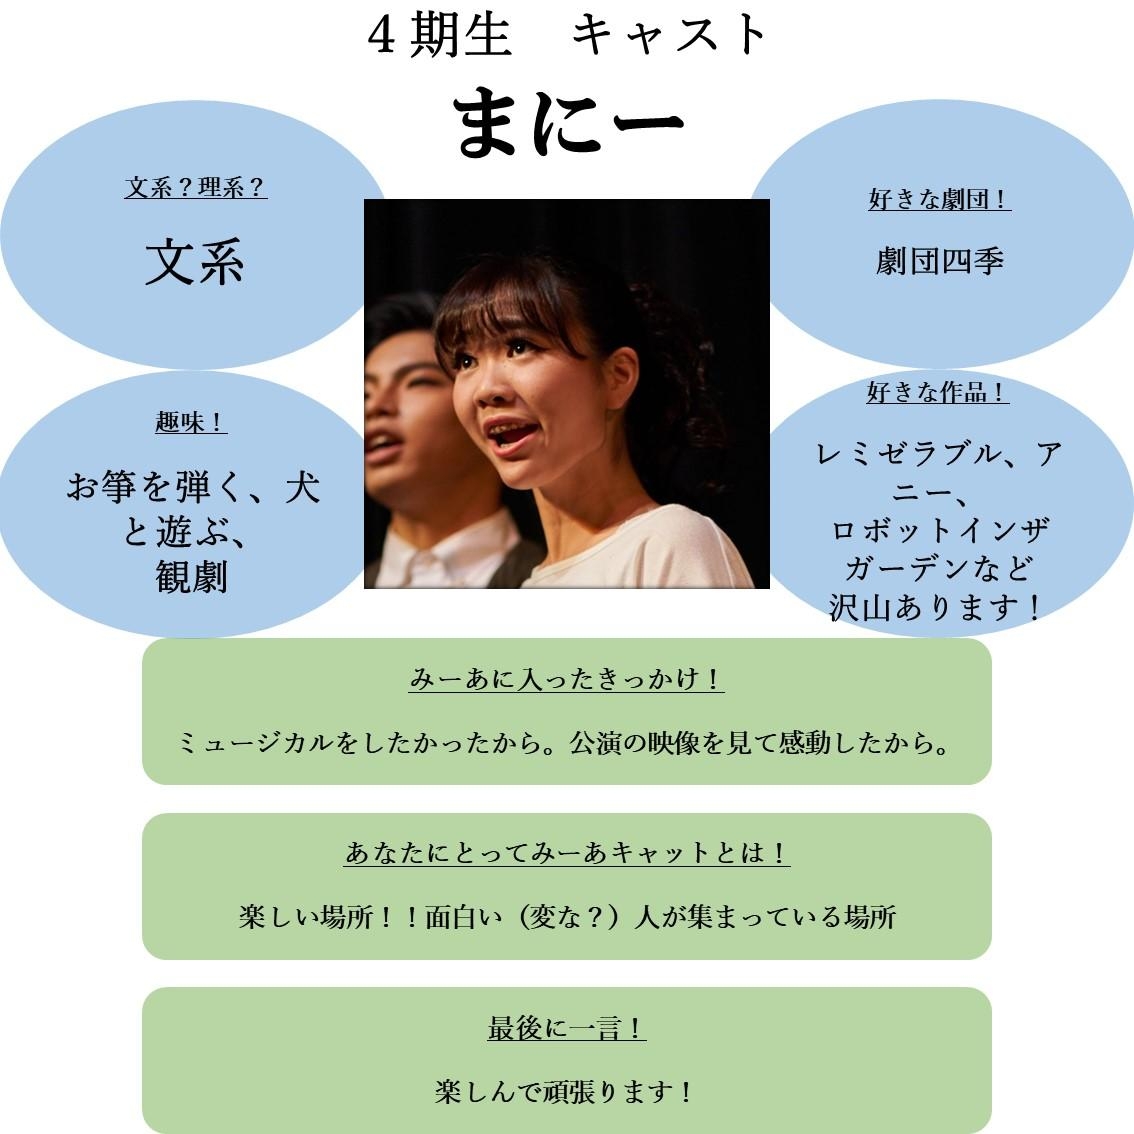 ４期生　キャスト
まにー
文系？理系？
文系
好きな劇団！
劇団四季
趣味！
お箏を弾く、犬
と遊ぶ、
観劇
好きな作品！
レミゼラブル、ア
ニー、
ロボットインザ
ガーデンなど
沢山あります！
みーあに入ったきっかけ！
ミュージカルをしたかったから。公演の映像を見て感動したから。
あなたにとってみーあキャットとは！
楽しい場所！！面白い（変な？）人が集まっている場所
最後に一言！
楽しんで頑張ります！